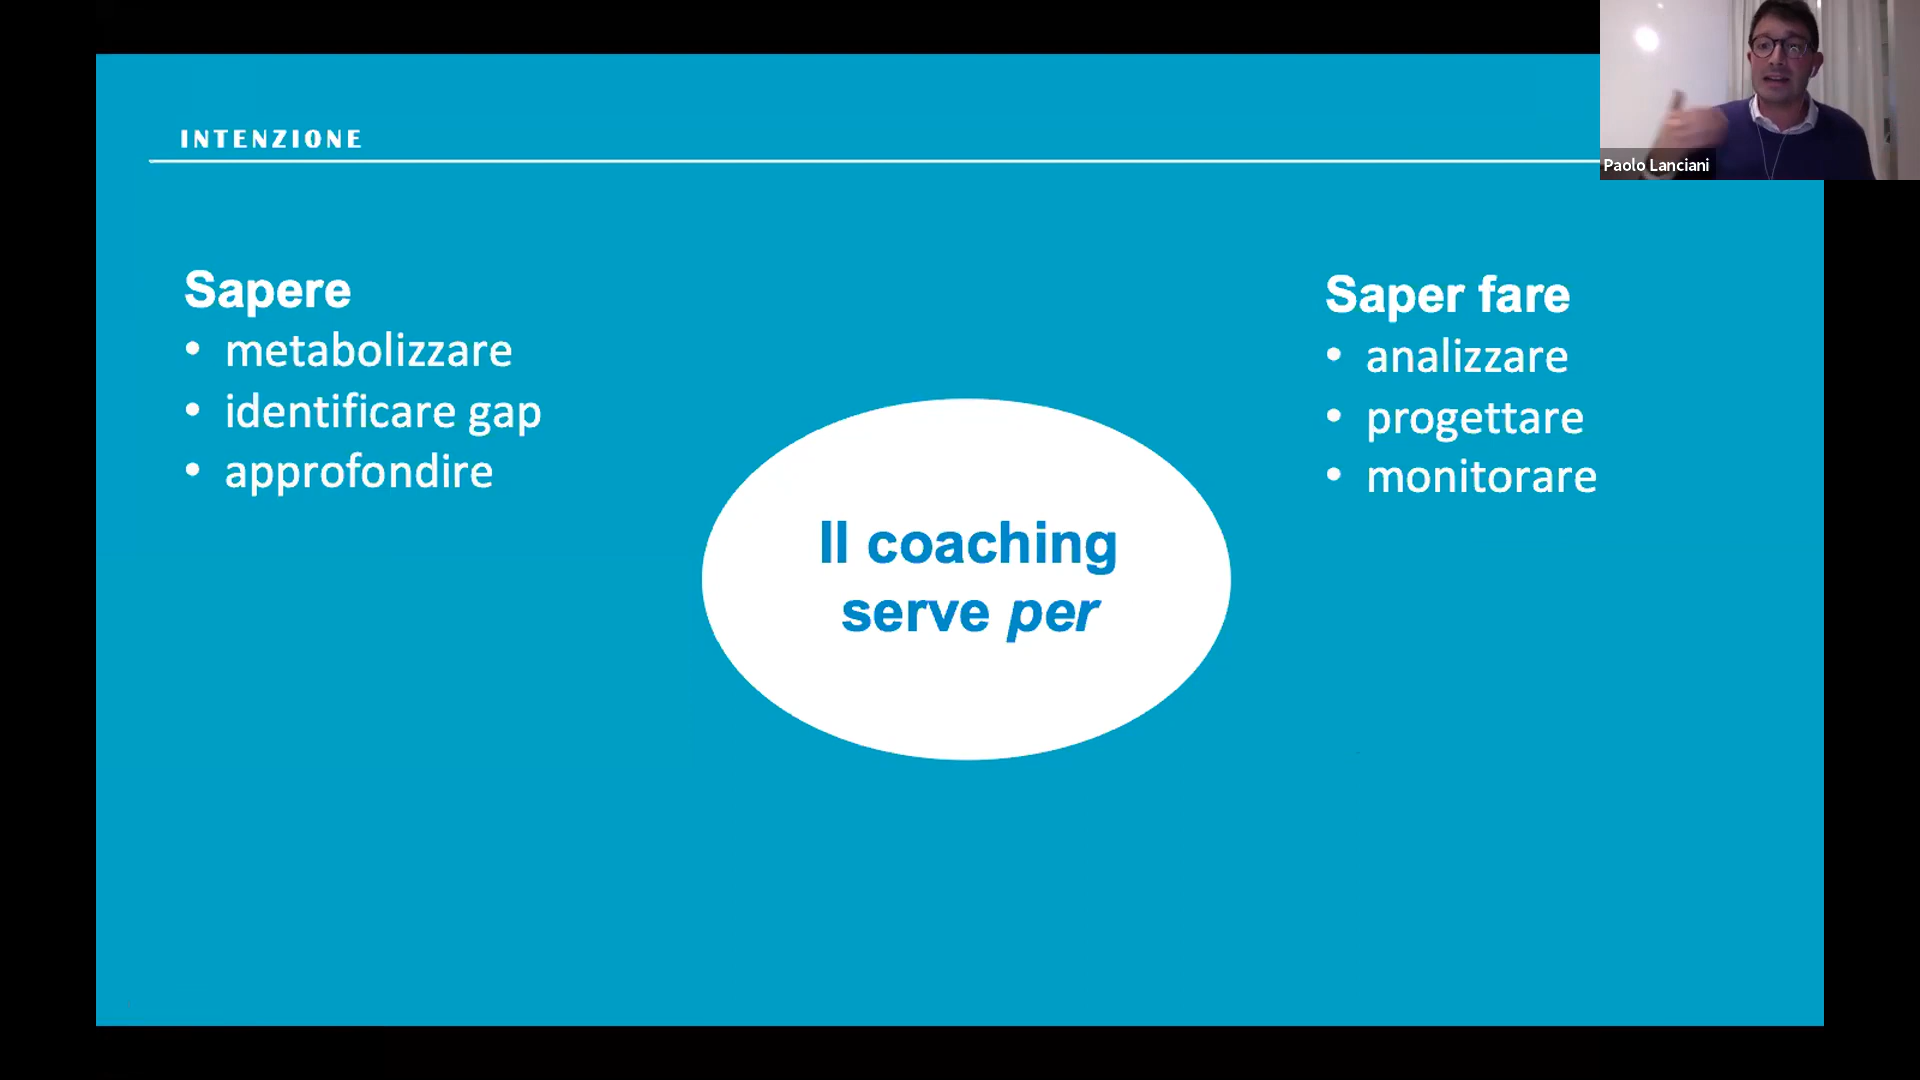 INTENZIONE
Paolo Lanciani
Sapere
• metabolizzare
• identificare gap
• approfondire
Saper fare
• analizzare
• progettare
• monitorare
Il coaching
serve per